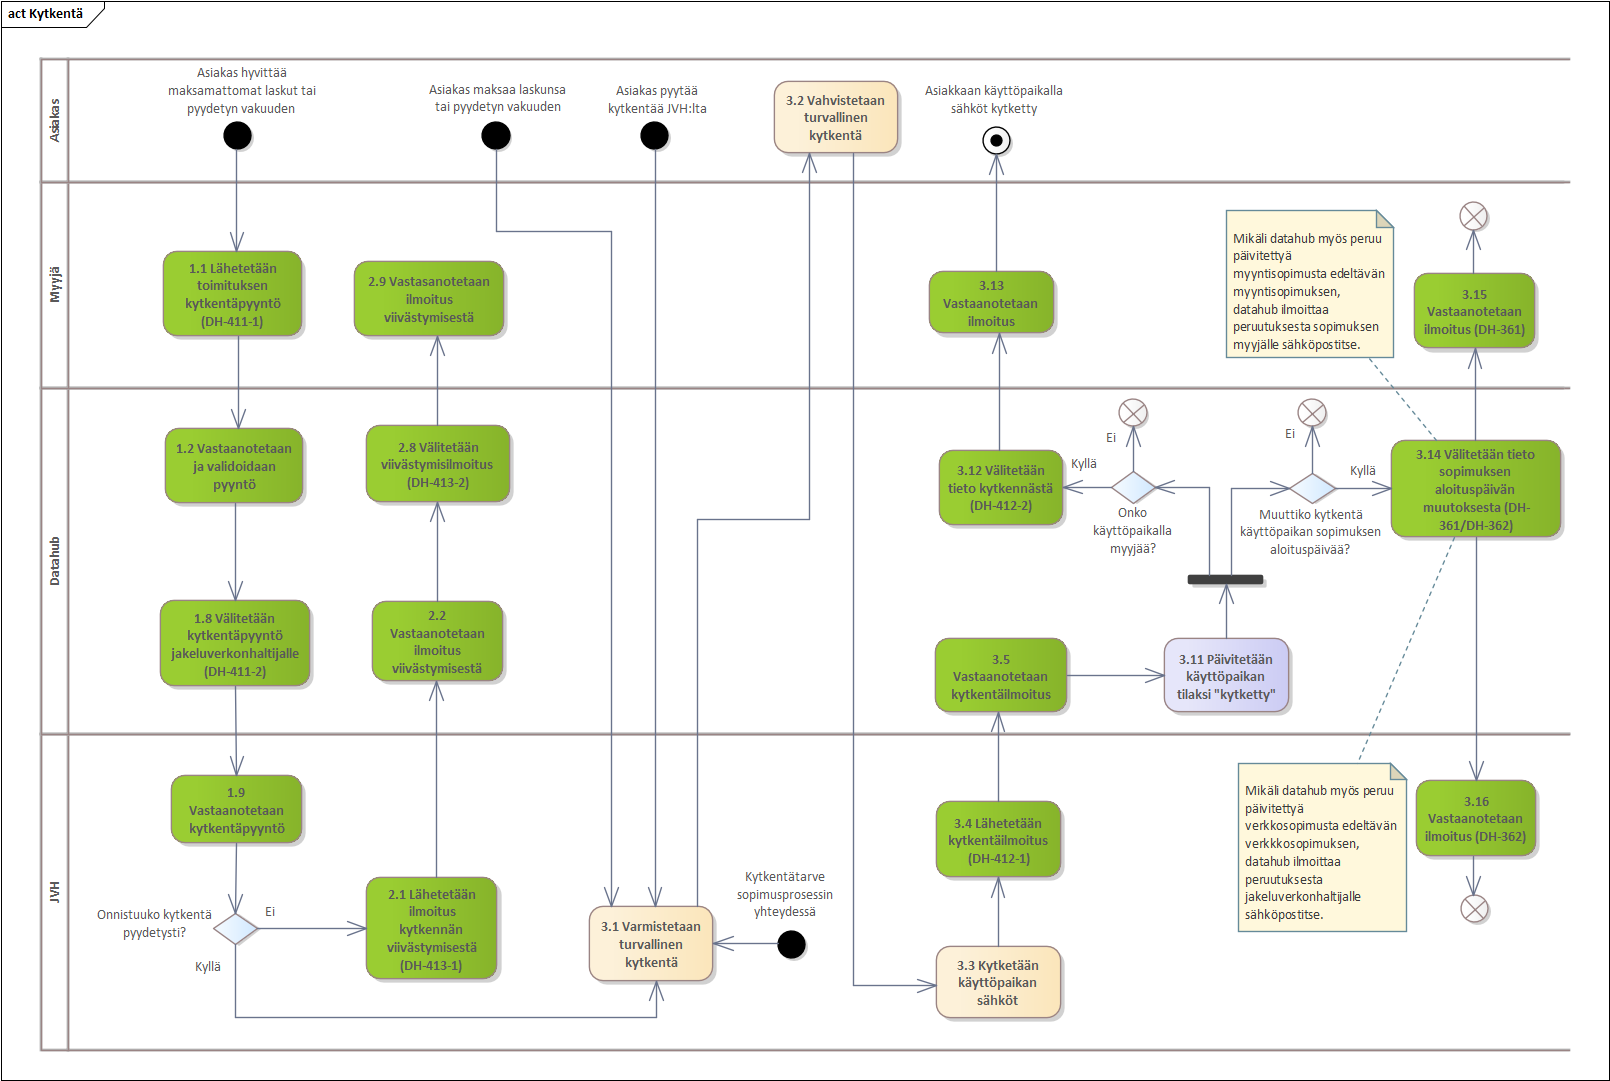 act Kytkentä
Asiakas
Asiakas hyvittää
maksamattomat laskut tai
pyydetyn vakuuden
Asiakas maksaa laskunsa
tai pyydetyn vakuuden
Asiakas pyytää
kytkentää JVH:lta
3.2 Vahvistetaan
turvallinen
kytkentä
Asiakkaan käyttöpaikalla
sähköt kytketty
Myyjä
1.1 Lähetetään
toimituksen
kytkentäpyyntö
(DH-411-1)
2.9 Vastasanotetaan
ilmoitus
viivästymisestä
3.13
Vastaanotetaan
ilmoitus
Mikäli datahub myös peruu
päivitettyä
myyntisopimusta edeltävän
myyntisopimuksen,
datahub ilmoittaa
peruutuksesta sopimuksen
myyjälle sähköpostitse.
3.15
Vastaanotetaan
ilmoitus (DH-361)
Datahub
1.2 Vastaanotetaan
ja validoidaan
pyyntö
2.8 Välitetään
viivästymisilmoitus
(DH-413-2)
3.12 Välitetään
tieto kytkennästä
(DH-412-2)
Kyllä
Ei
Onko
käyttöpaikalla
myyjää?
Ei
Kyllä
Muuttiko kytkentä
käyttöpaikan sopimuksen
aloituspäivää?
3.14 Välitetään tieto
sopimuksen
aloituspäivän
muutoksesta (DH-
361/DH-362)
1.8 Välitetään
kytkentäpyyntö
jakeluverkonhaltijalle
(DH-411-2)
2.2
Vastaanotetaan
ilmoitus
viivästymisestä
3.5
Vastaanotetaan
kytkentäilmoitus
3.11 Päivitetään
käyttöpaikan
tilaksi "kytketty"
JVH
1.9
Vastaanotetaan
kytkentäpyyntö
Onnistuuko kytkentä
pyydetysti?
Ei
Kyllä
2.1 Lähetetään
ilmoitus
kytkennän
viivästymisestä
(DH-413-1)
3.1 Varmistetaan
turvallinen
kytkentä
Kytkentätarve
sopimusprosessin
yhteydessä
3.4 Lähetetään
kytkentäilmoitus
(DH-412-1)
3.3 Kytketään
käyttöpaikan
sähköt
Mikäli datahub myös peruu
päivitettyä
verkkosopimusta edeltävän
verkkkosopimuksen,
datahub ilmoittaa
peruutuksesta
jakeluverkonhaltijalle
sähköpostitse.
3.16
Vastaanotetaan
ilmoitus (DH-362)